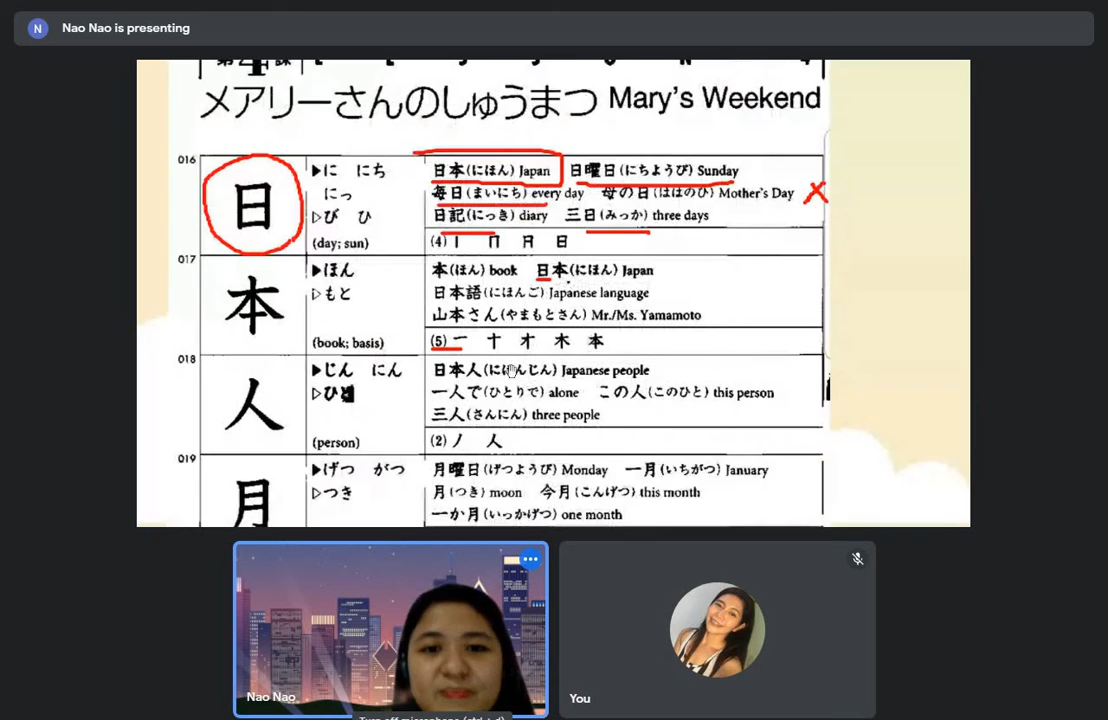 N Nao Nao is presenting
第4課
メアリーさんのしゅうまつ Mary's Weekend
016
日
▶に にち
にっ
▷び ひ
(day; sun)
日本(にほん) Japan 日曜日(にちようび) Sunday
毎日(まいにち) every day 母の日(ははのひ) Mother's Day
日記(にっき) diary 三日(みっか) three days
(4) 丨 冂 日 日
017
本
▶ほん
▷もと
(book; basis)
本(ほん) book 日本(にほん) Japan
日本語(にほんご) Japanese language
山本さん(やまもとさん) Mr./Ms. Yamamoto
(5) 一 十 才 木 本
018
人
▶じん にん
▷ひと
(person)
日本人(にほんじん) Japanese people
一人で(ひとりで) alone この人(このひと) this person
三人(さんにん) three people
(2) ノ 人
019
月
▶げつ がつ
▷つき
月曜日(げつようび) Monday 一月(いちがつ) January
月(つき) moon 今月(こんげつ) this month
一か月(いっかげつ) one month
Nao Nao
You
Turn off microphone (ctrl + d)